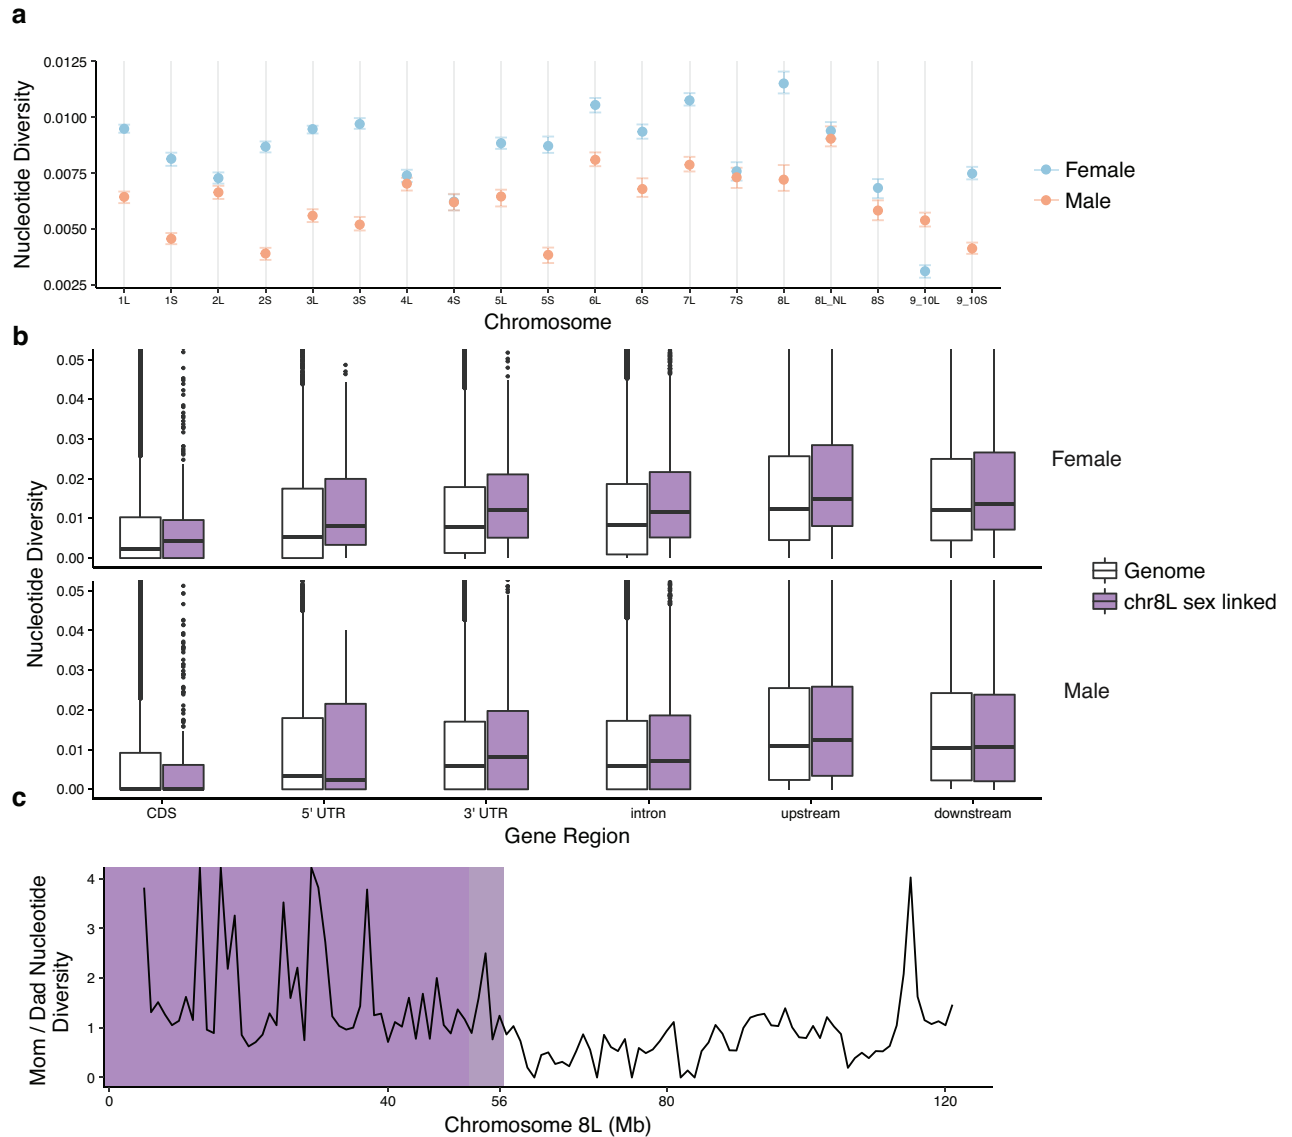 a
0.0125
0.0100
0.0075
0.0050
0.0025
Nucleotide Diversity
1L 1S 2L 2S 3L 3S 4L 4S 5L 5S 6L 6S 7L 7S 8L 8L_NL 8S 9_10L 9_10S
Chromosome
Female
Male
b
0.05
0.04
0.03
0.02
0.01
0.00
Female
Nucleotide Diversity
0.05
0.04
0.03
0.02
0.01
0.00
Male
Genome
chr8L sex linked
CDS 5' UTR 3' UTR intron upstream downstream
Gene Region
c
4
3
2
1
0
Mom / Dad Nucleotide
Diversity
0 40 56 80 120
Chromosome 8L (Mb)